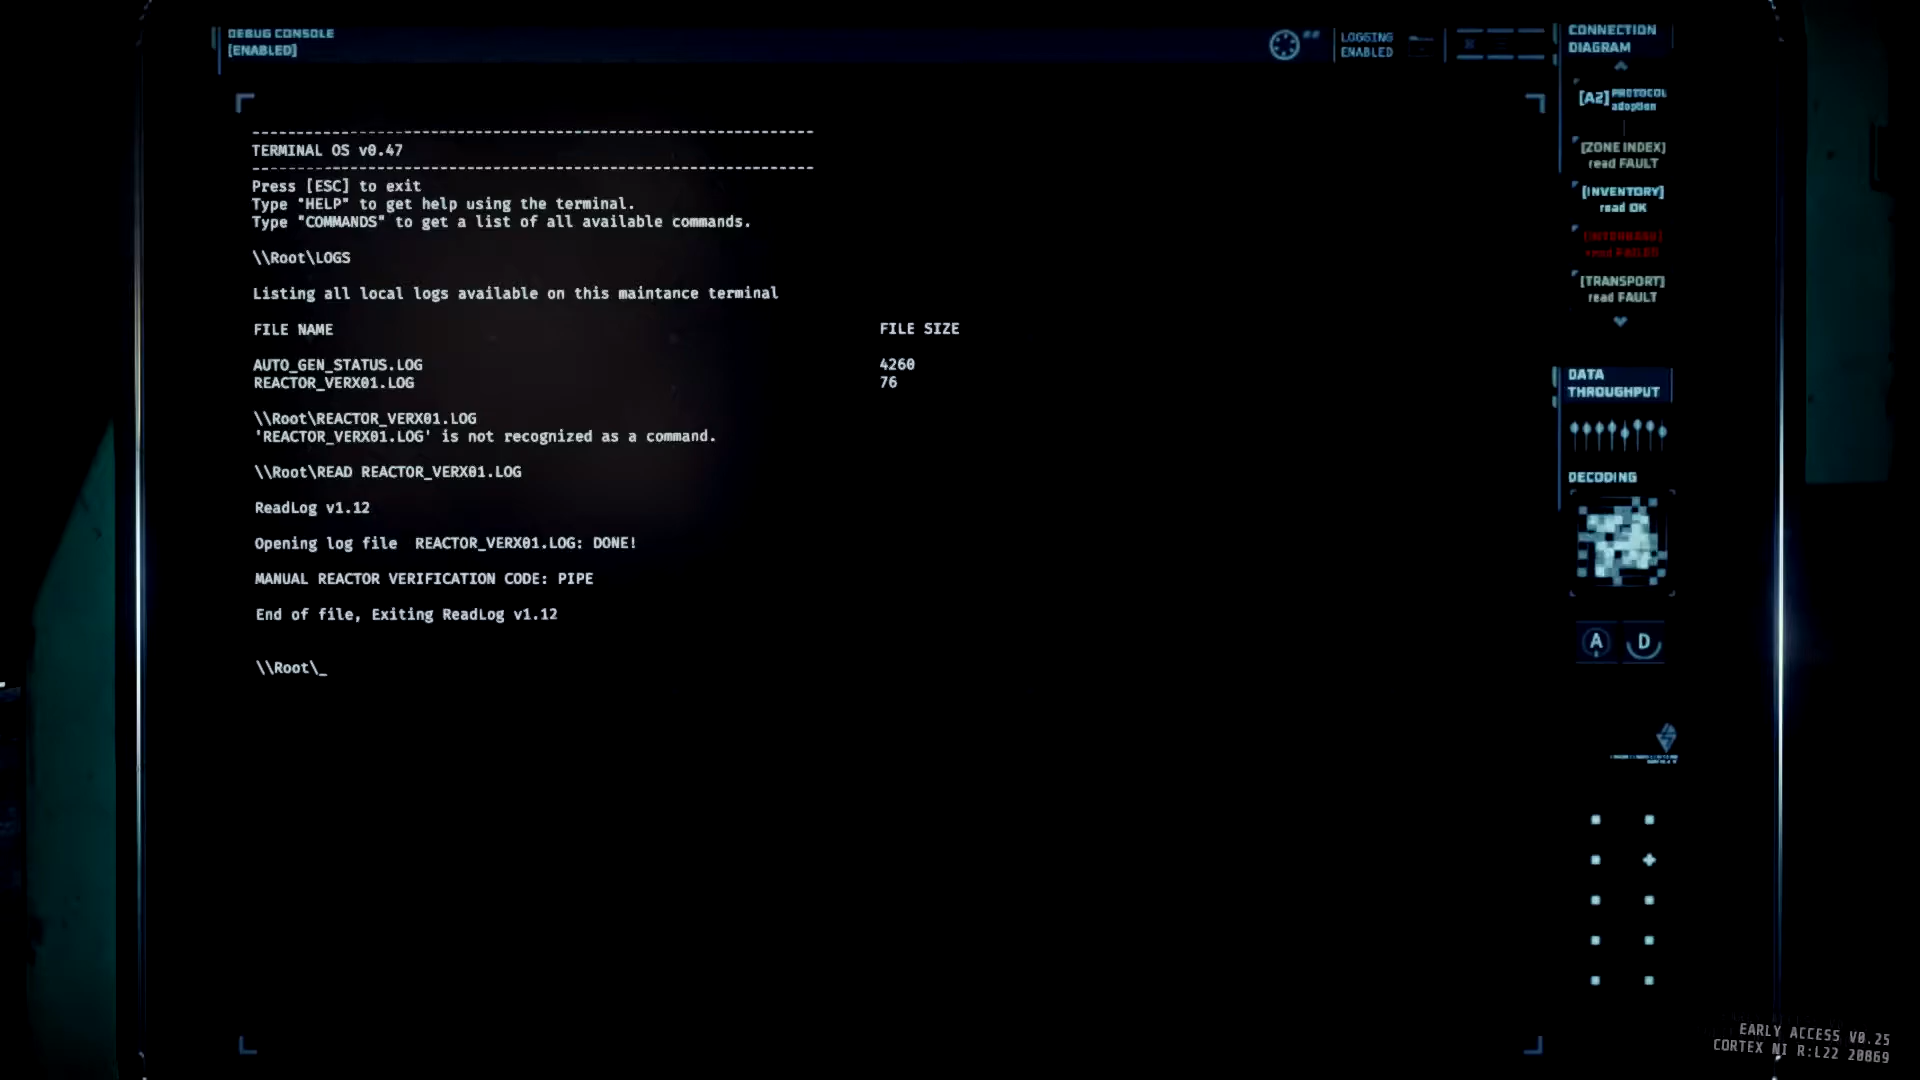 DEBUG CONSOLE
[ENABLED]
LOGGING
ENABLED
--------------------------------------------------------------
TERMINAL OS v0.47
--------------------------------------------------------------
Press [ESC] to exit
Type "HELP" to get help using the terminal.
Type "COMMANDS" to get a list of all available commands.
\\Root\LOGS
Listing all local logs available on this maintance terminal
FILE NAME FILE SIZE
AUTO_GEN_STATUS.LOG 4260
REACTOR_VERX01.LOG 76
\\Root\REACTOR_VERX01.LOG
'REACTOR_VERX01.LOG' is not recognized as a command.
\\Root\READ REACTOR_VERX01.LOG
ReadLog v1.12
Opening log file  REACTOR_VERX01.LOG: DONE!
MANUAL REACTOR VERIFICATION CODE: PIPE
End of file, Exiting ReadLog v1.12
\\Root\_
CONNECTION
DIAGRAM
[A2] PROTOCOL
adoption
[ZONE INDEX]
read FAULT
[INVENTORY]
read OK
FAILED
[TRANSPORT]
read FAULT
DATA
THROUGHPUT
DECODING
A D
EARLY ACCESS V0.25
CORTEX NI R:L22 20869